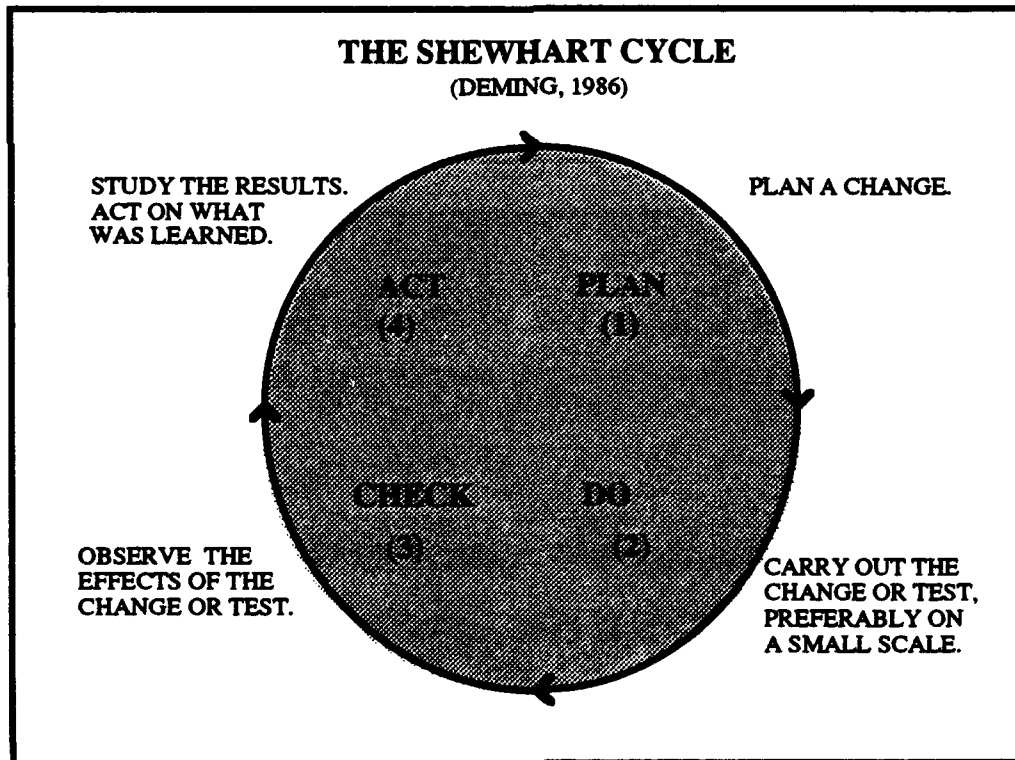 THE SHEWHART CYCLE
(DEMING, 1986)
STUDY THE RESULTS.
ACT ON WHAT
WAS LEARNED.
PLAN A CHANGE.
ACT
(4)
PLAN
(1)
CHECK
(3)
DO
(2)
OBSERVE THE
EFFECTS OF THE
CHANGE OR TEST.
CARRY OUT THE
CHANGE OR TEST,
PREFERABLY ON
A SMALL SCALE.